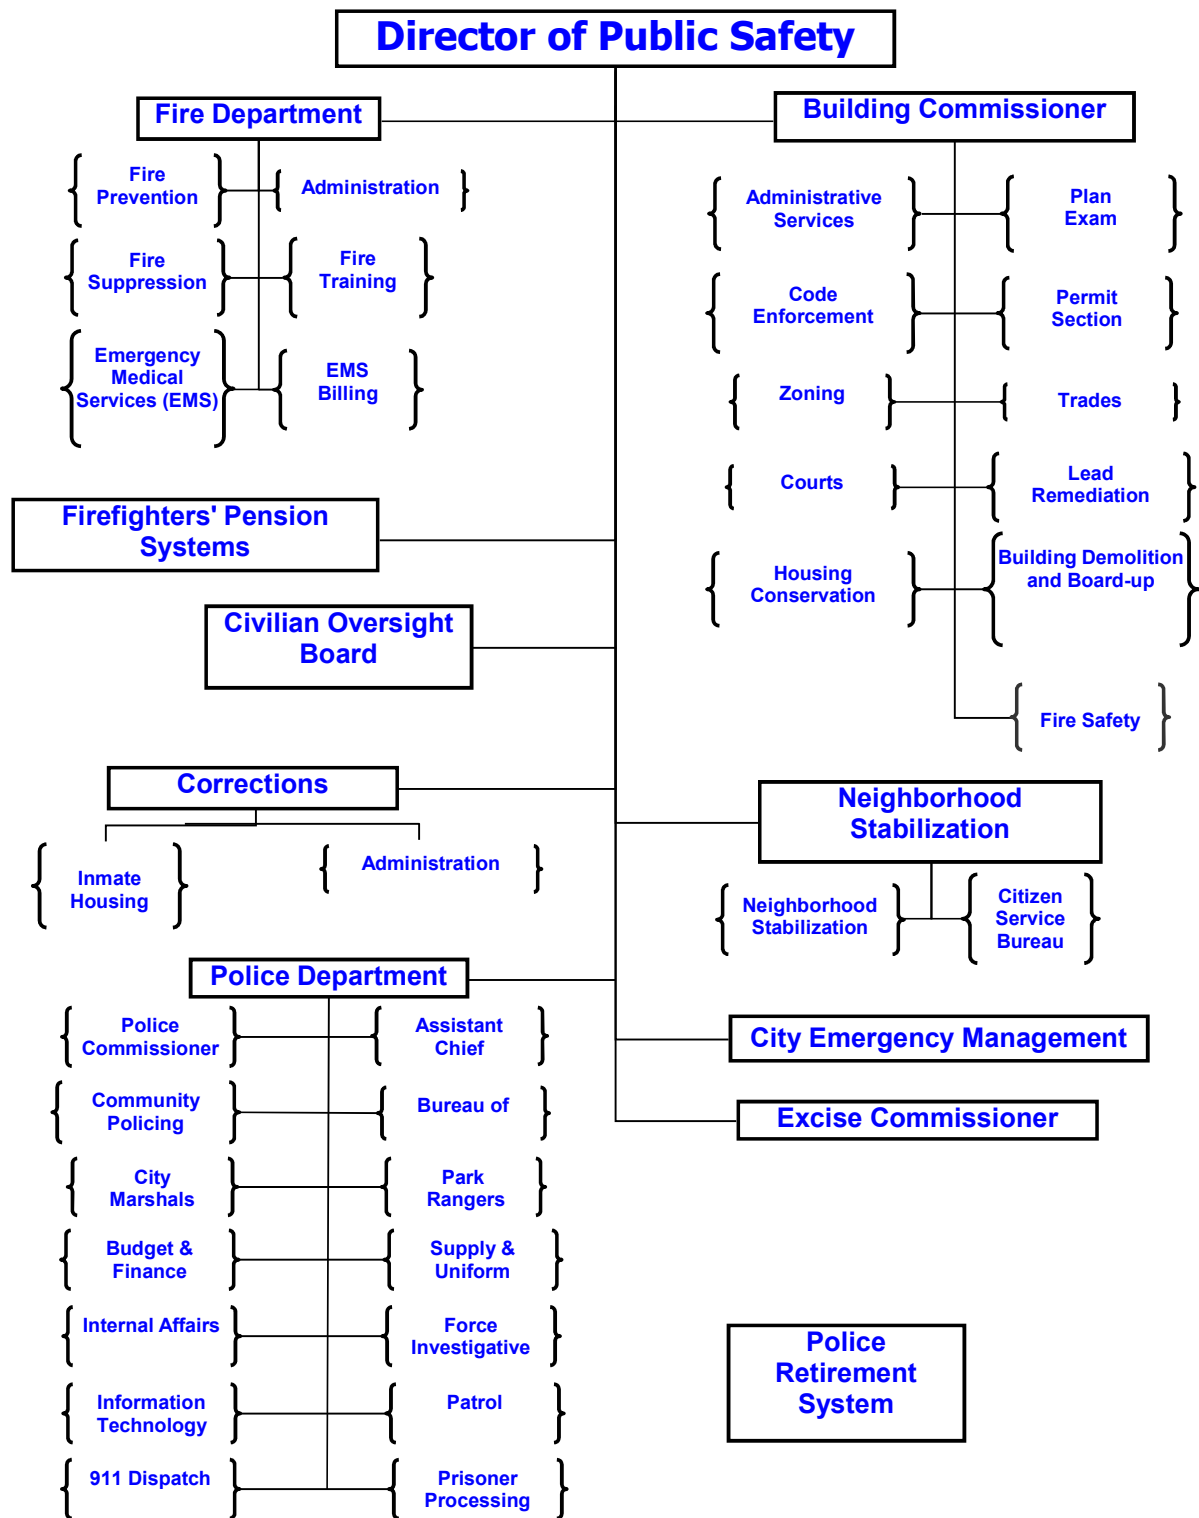 Director of Public Safety
Fire Department
Fire
Prevention
Administration
Fire
Suppression
Fire
Training
Emergency
Medical
Services (EMS)
EMS
Billing
Building Commissioner
Administrative
Services
Plan
Exam
Code
Enforcement
Permit
Section
Zoning
Trades
Courts
Lead
Remediation
Housing
Conservation
Building Demolition
and Board-up
Fire Safety
Firefighters' Pension
Systems
Civilian Oversight
Board
Corrections
Inmate
Housing
Administration
Neighborhood
Stabilization
Neighborhood
Stabilization
Citizen
Service
Bureau
Police Department
Police
Commissioner
Assistant
Chief
Community
Policing
Bureau of
City
Marshals
Park
Rangers
Budget &
Finance
Supply &
Uniform
Internal Affairs
Force
Investigative
Information
Technology
Patrol
911 Dispatch
Prisoner
Processing
City Emergency Management
Excise Commissioner
Police
Retirement
System